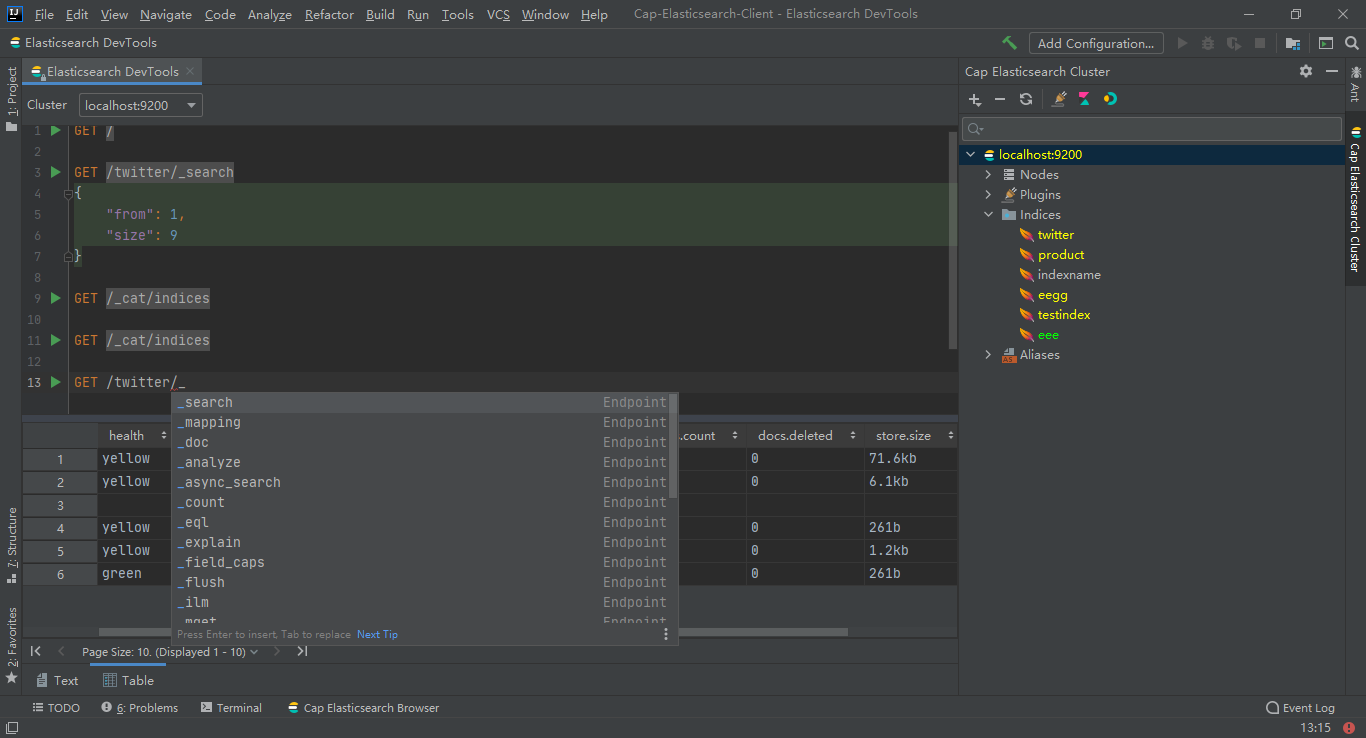 File Edit View Navigate Code Analyze Refactor Build Run Tools VCS Window Help Cap-Elasticsearch-Client - Elasticsearch DevTools
Elasticsearch DevTools Add Configuration...
1: Project
7: Structure
2: Favorites
Elasticsearch DevTools
Cluster localhost:9200
1 GET /
2
3 GET /twitter/_search
4 {
5 "from": 1,
6 "size": 9
7 }
8
9 GET /_cat/indices
10
11 GET /_cat/indices
12
13 GET /twitter/_
_search Endpoint
_mapping Endpoint
_doc Endpoint
_analyze Endpoint
_async_search Endpoint
_count Endpoint
_eql Endpoint
_explain Endpoint
_field_caps Endpoint
_flush Endpoint
_ilm Endpoint
_mget Endpoint
Press Enter to insert, Tab to replace Next Tip
health .count docs.deleted store.size
1 yellow 0 71.6kb
2 yellow 0 6.1kb
3
4 yellow 0 261b
5 yellow 0 1.2kb
6 green 0 261b
Page Size: 10. (Displayed 1 - 10)
Text Table
Cap Elasticsearch Cluster
localhost:9200
Nodes
Plugins
Indices
twitter
product
indexname
eegg
testindex
eee
Aliases
Ant
Cap Elasticsearch Cluster
TODO 6: Problems Terminal Cap Elasticsearch Browser Event Log
13:15